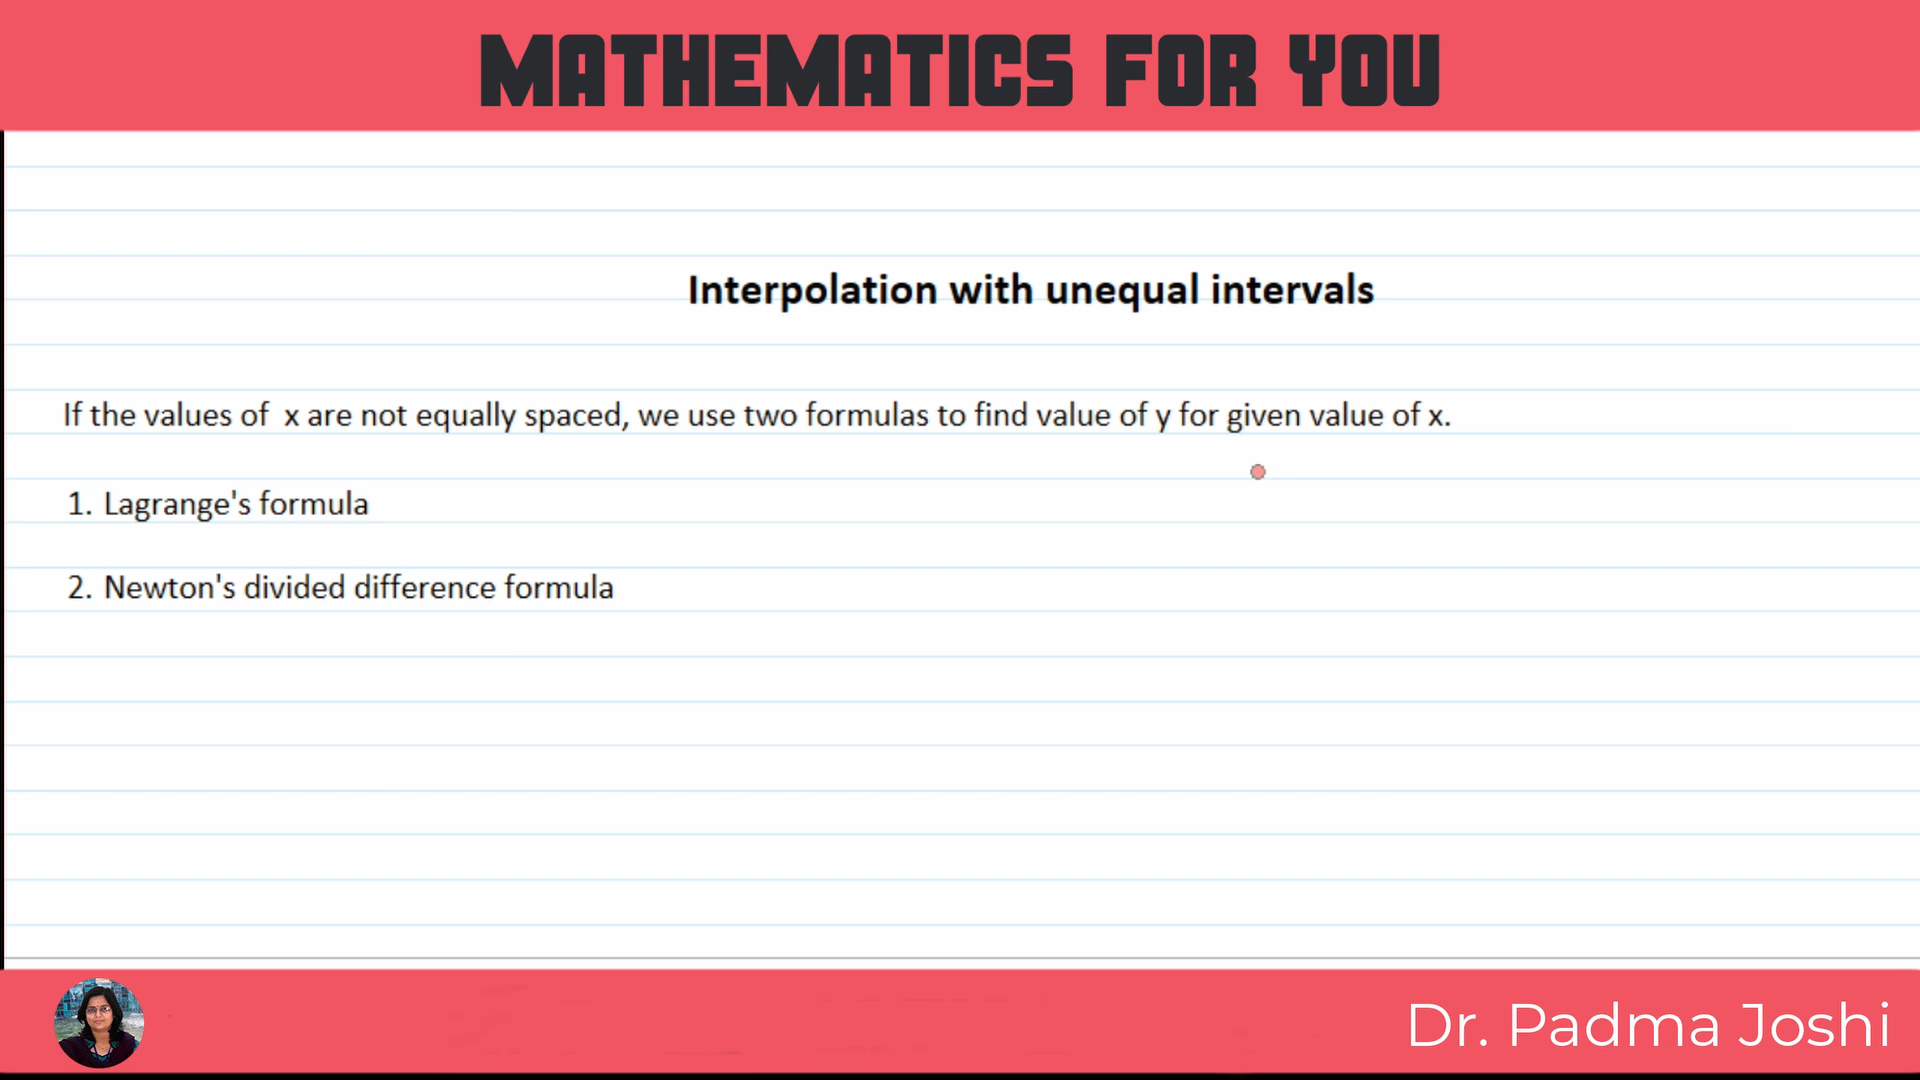 MATHEMATICS FOR YOU
Interpolation with unequal intervals
If the values of x are not equally spaced, we use two formulas to find value of y for given value of x.
1. Lagrange's formula
2. Newton's divided difference formula
Dr. Padma Joshi